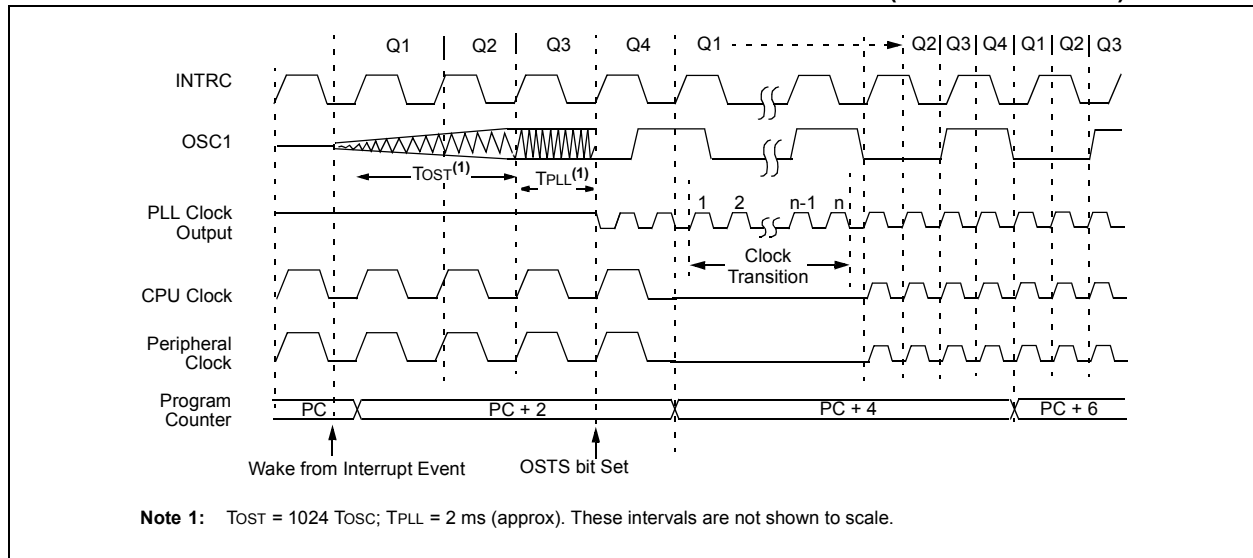 Q1 Q2 Q3 Q4 Q1 Q2 Q3 Q4 Q1 Q2 Q3
INTRC
OSC1
TOST(1) TPLL(1)
PLL Clock
Output
1 2 n-1 n
Clock
Transition
CPU Clock
Peripheral
Clock
Program
Counter
PC PC + 2 PC + 4 PC + 6
Wake from Interrupt Event OSTS bit Set
Note 1: TOST = 1024 TOSC; TPLL = 2 ms (approx). These intervals are not shown to scale.